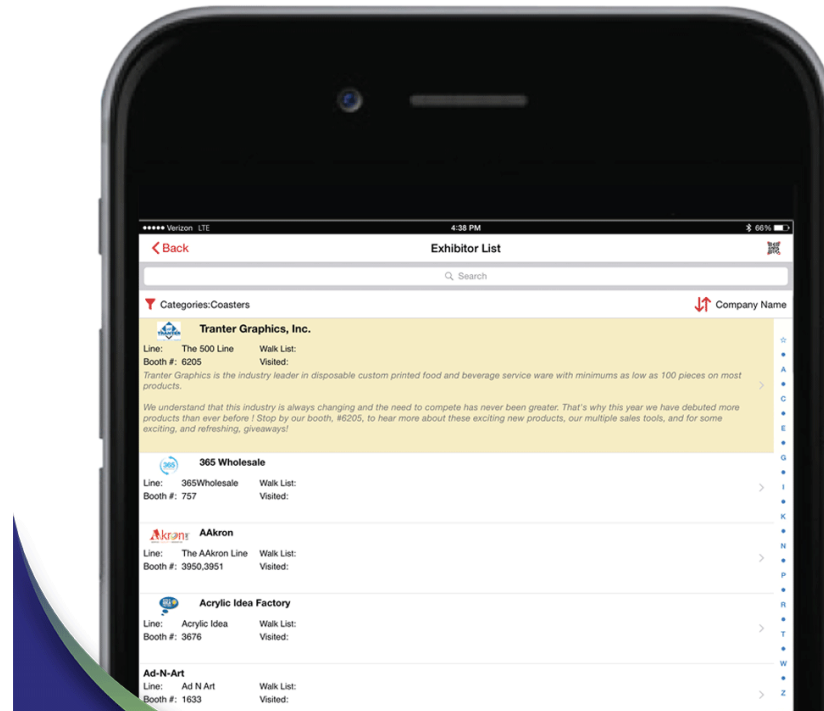 Verizon LTE 4:38 PM 66%
Back Exhibitor List
Search
Categories:Coasters Company Name
Tranter Graphics, Inc.
TRANTER
Line: The 500 Line Walk List:
Booth #: 6205 Visited:
Tranter Graphics is the industry leader in disposable custom printed food and beverage service ware with minimums as low as 100 pieces on most
products.
We understand that this industry is always changing and the need to compete has never been greater. That's why this year we have debuted more
products than ever before ! Stop by our booth, #6205, to hear more about these exciting new products, our multiple sales tools, and for some
exciting, and refreshing, giveaways!
365 365 Wholesale
Line: 365Wholesale Walk List:
Booth #: 757 Visited:
Akron AAkron
Line: The AAkron Line Walk List:
Booth #: 3950,3951 Visited:
Acrylic Idea Factory
Line: Acrylic Idea Walk List:
Booth #: 3676 Visited:
Ad-N-Art
Line: Ad N Art Walk List:
Booth #: 1633 Visited:
A
C
E
G
I
K
N
P
R
T
W
Z